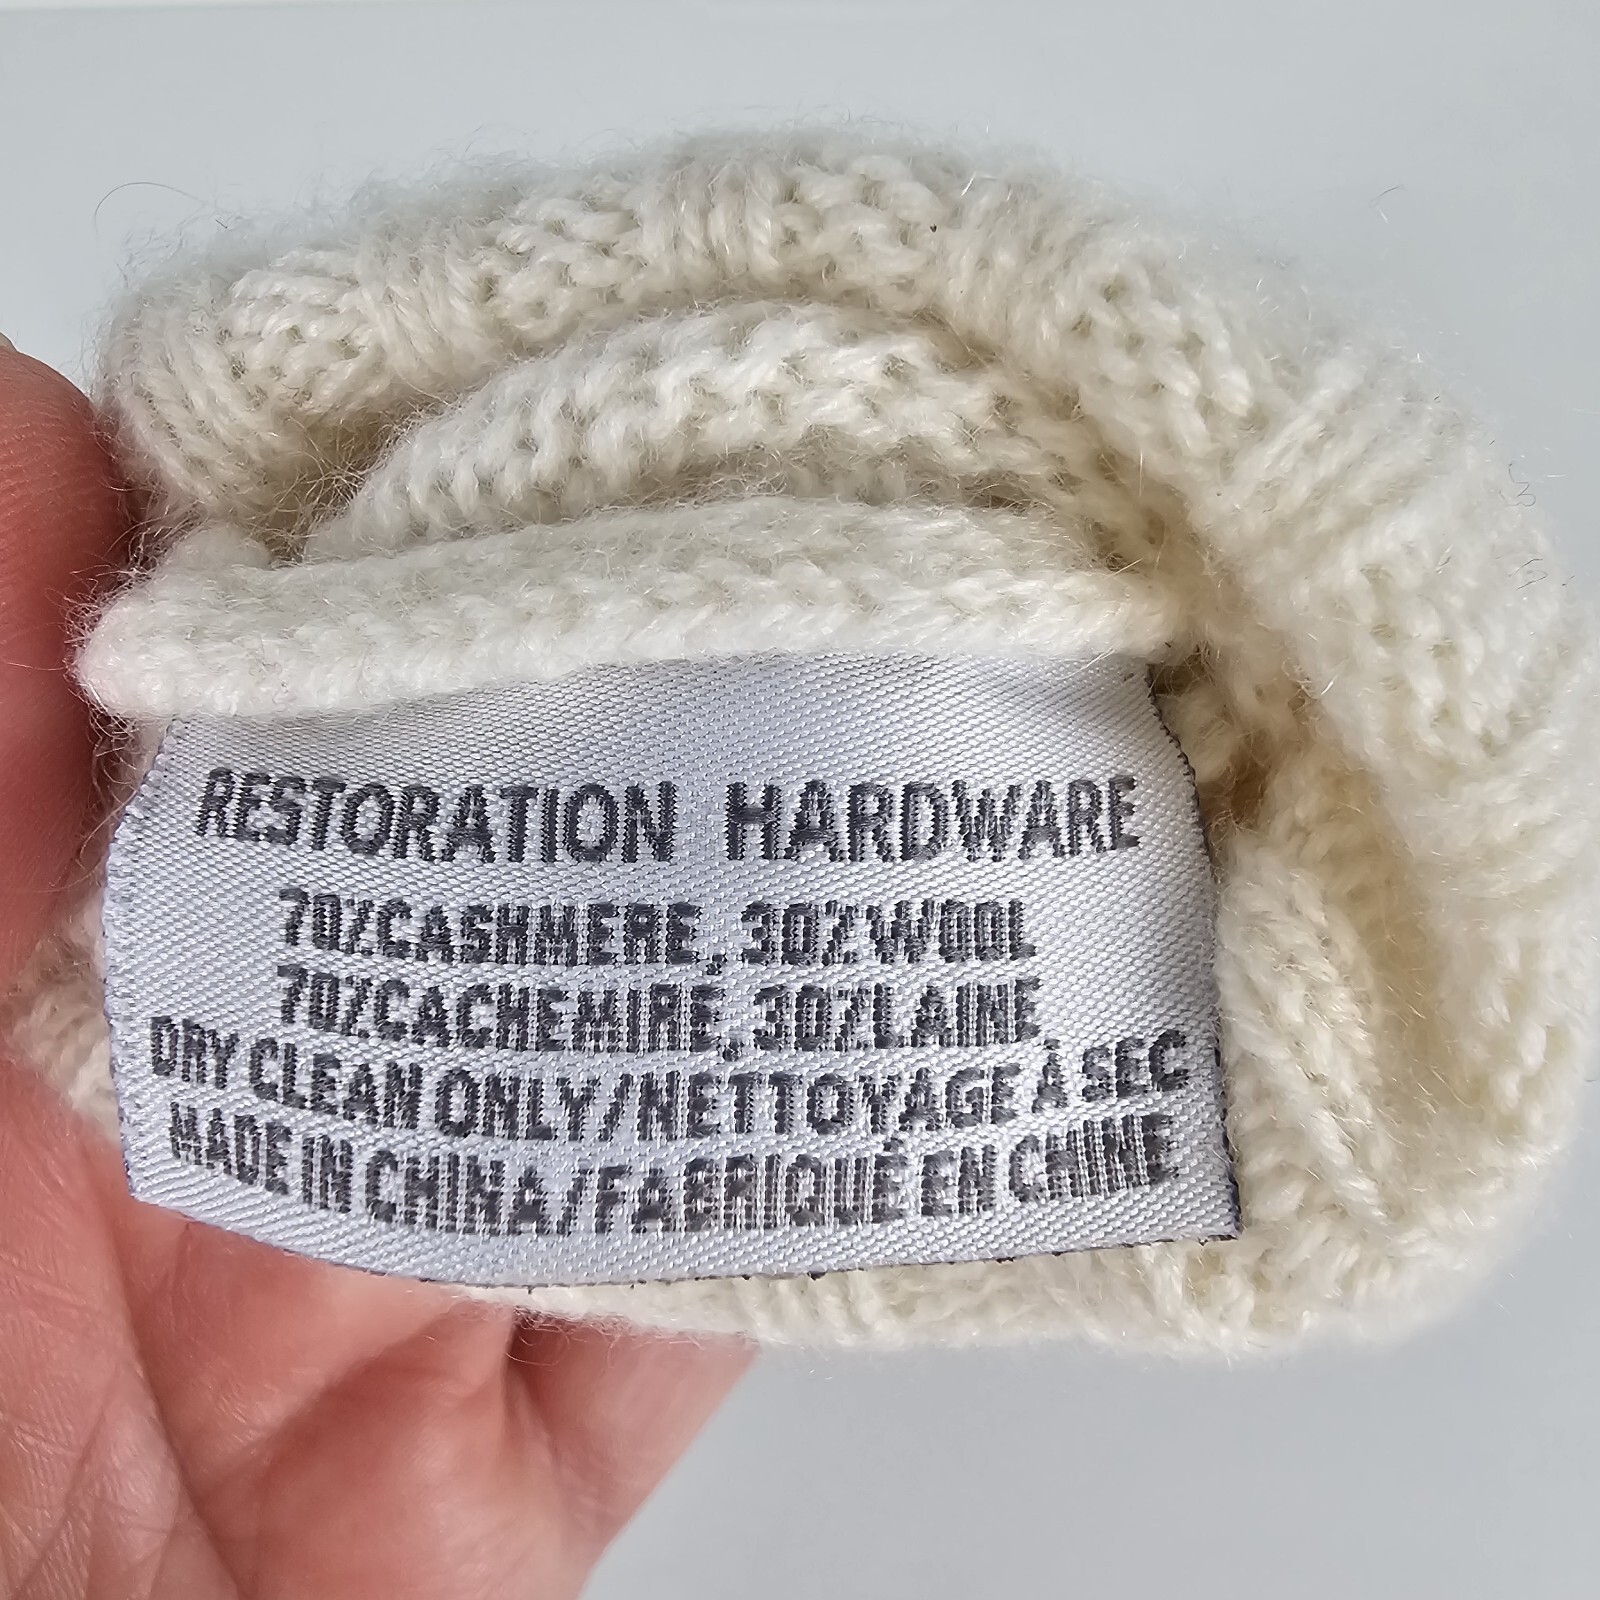 RESTORATION HARDWARE
70%CASHMERE,30%WOOL
70%CACHEMIRE,30%LAINE
DRY CLEAN ONLY/NETTOYAGE À SEC
MADE IN CHINA/FABRIQUÉ EN CHINE